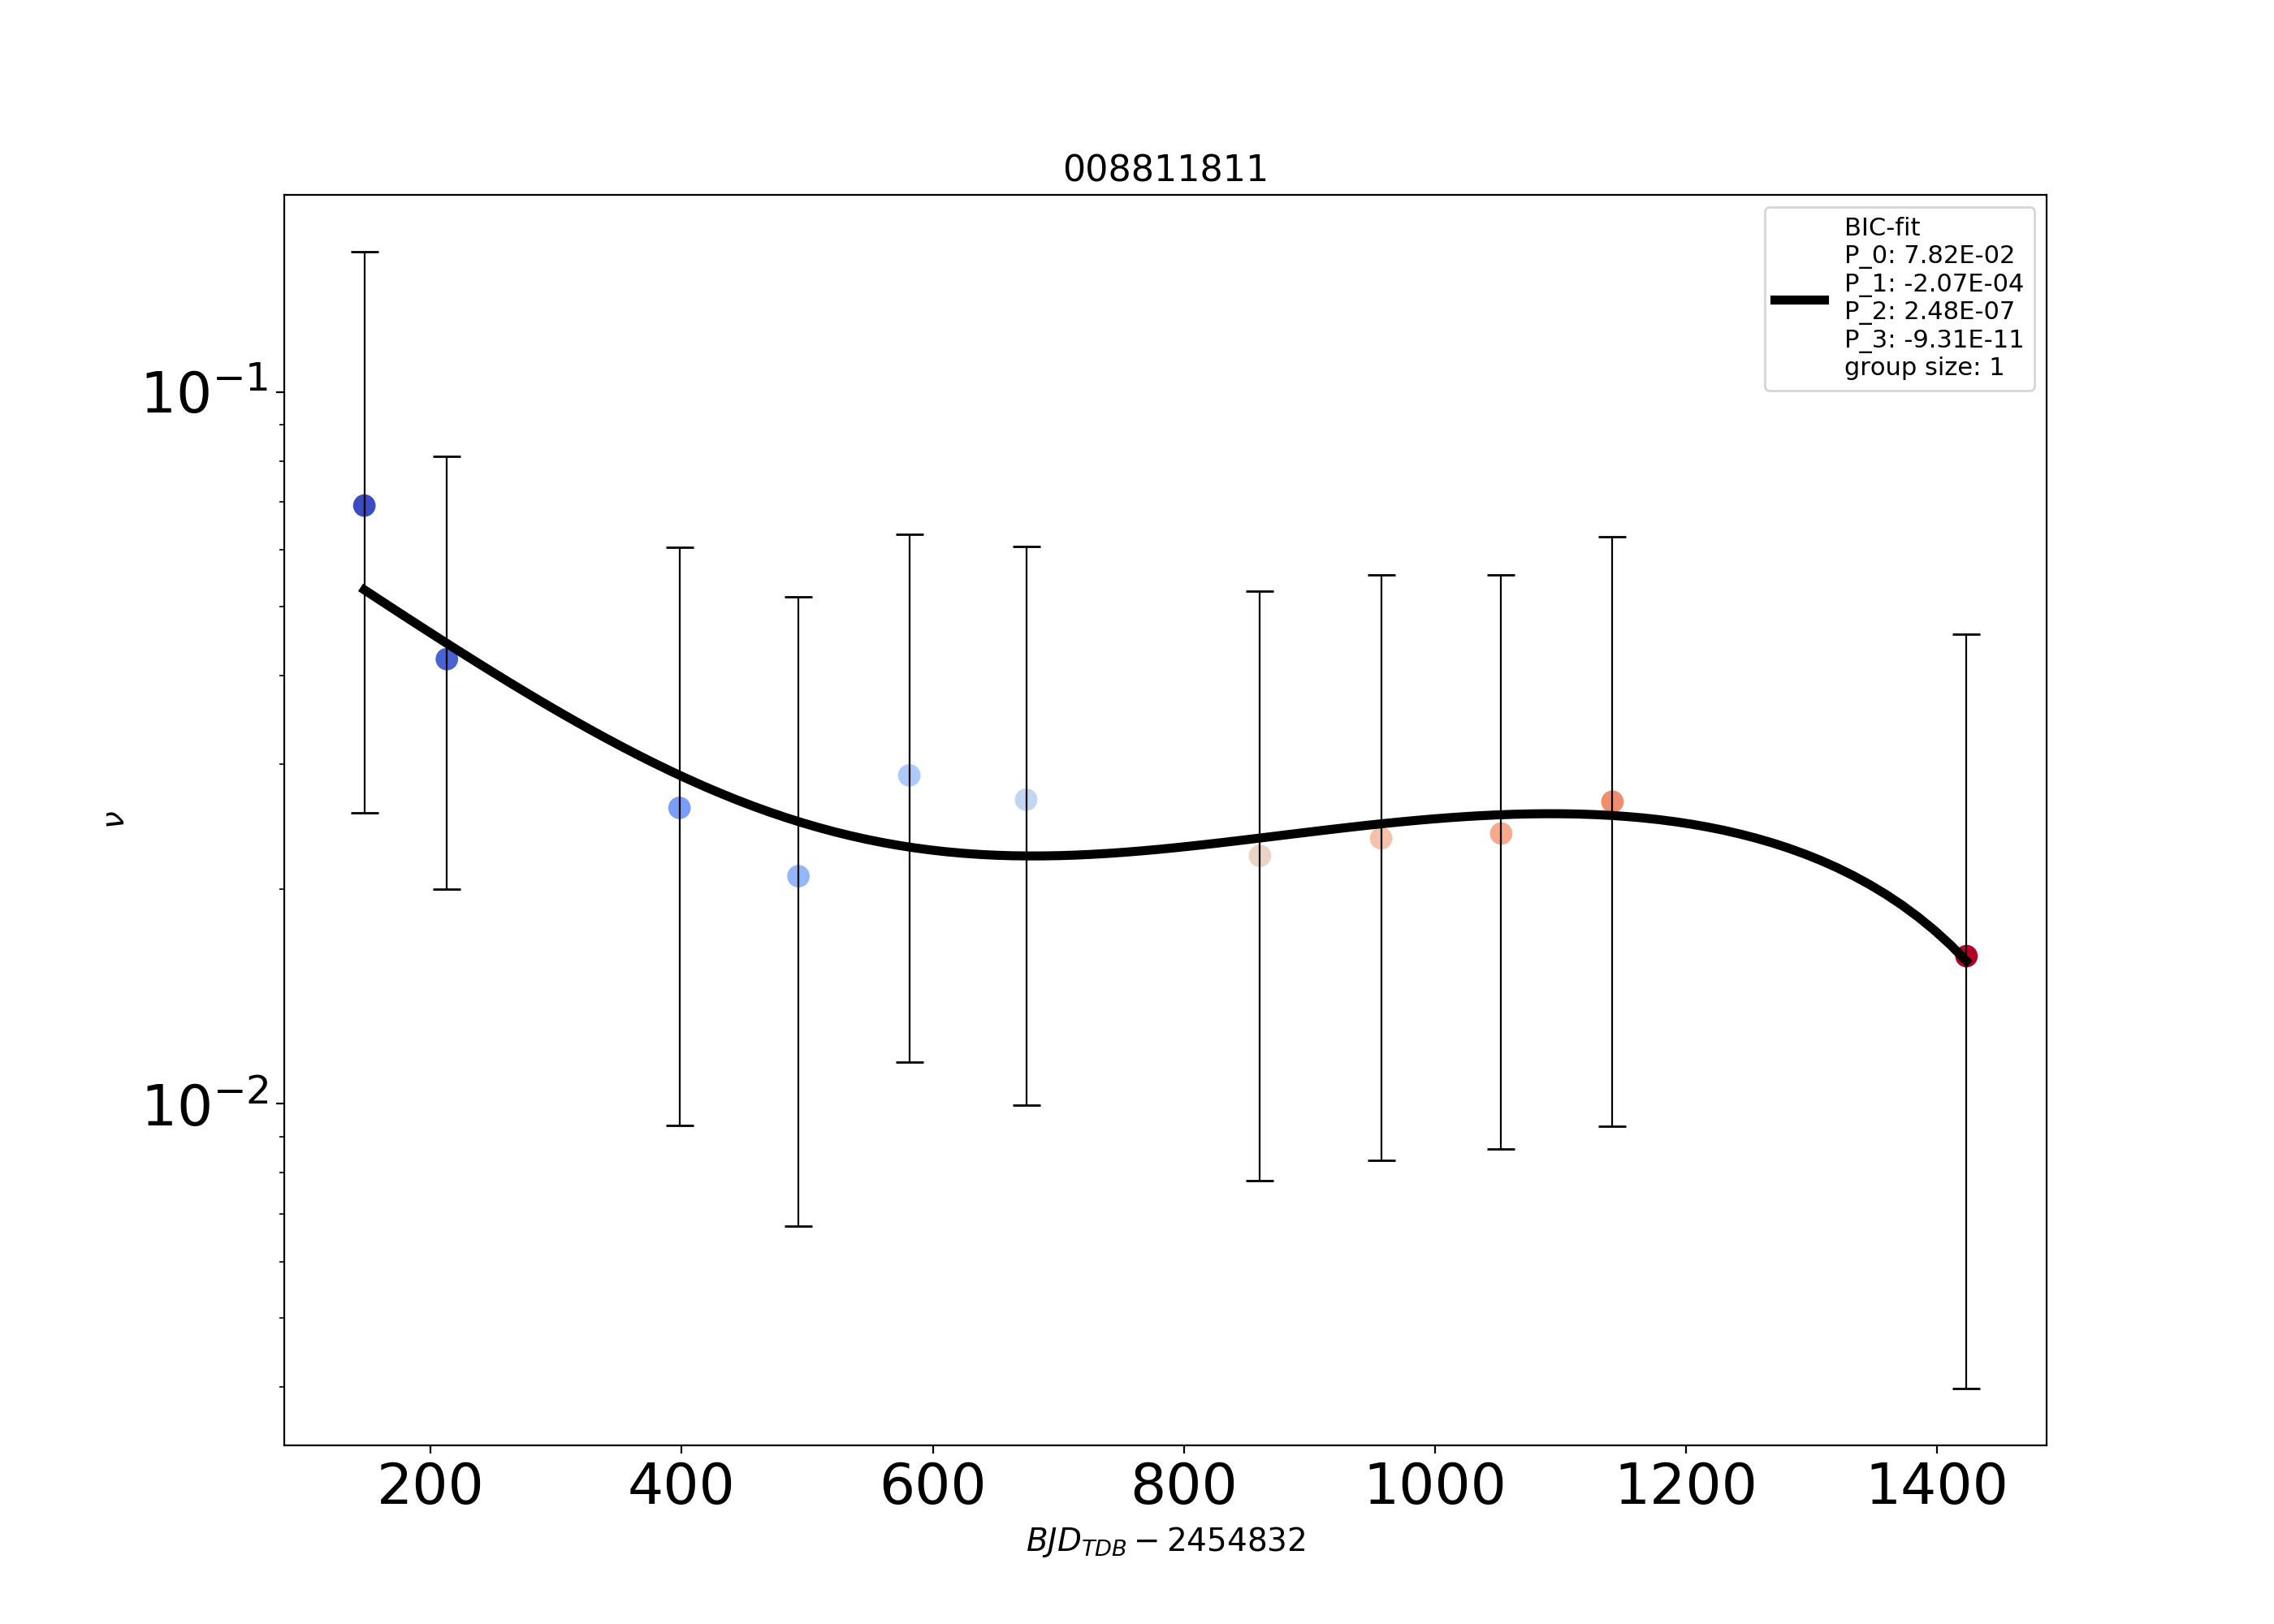 008811811
BIC-fit
P_0: 7.82E-02
P_1: -2.07E-04
P_2: 2.48E-07
P_3: -9.31E-11
group size: 1
10⁻¹
10⁻²
ν
200 400 600 800 1000 1200 1400
BJD_TDB − 2454832